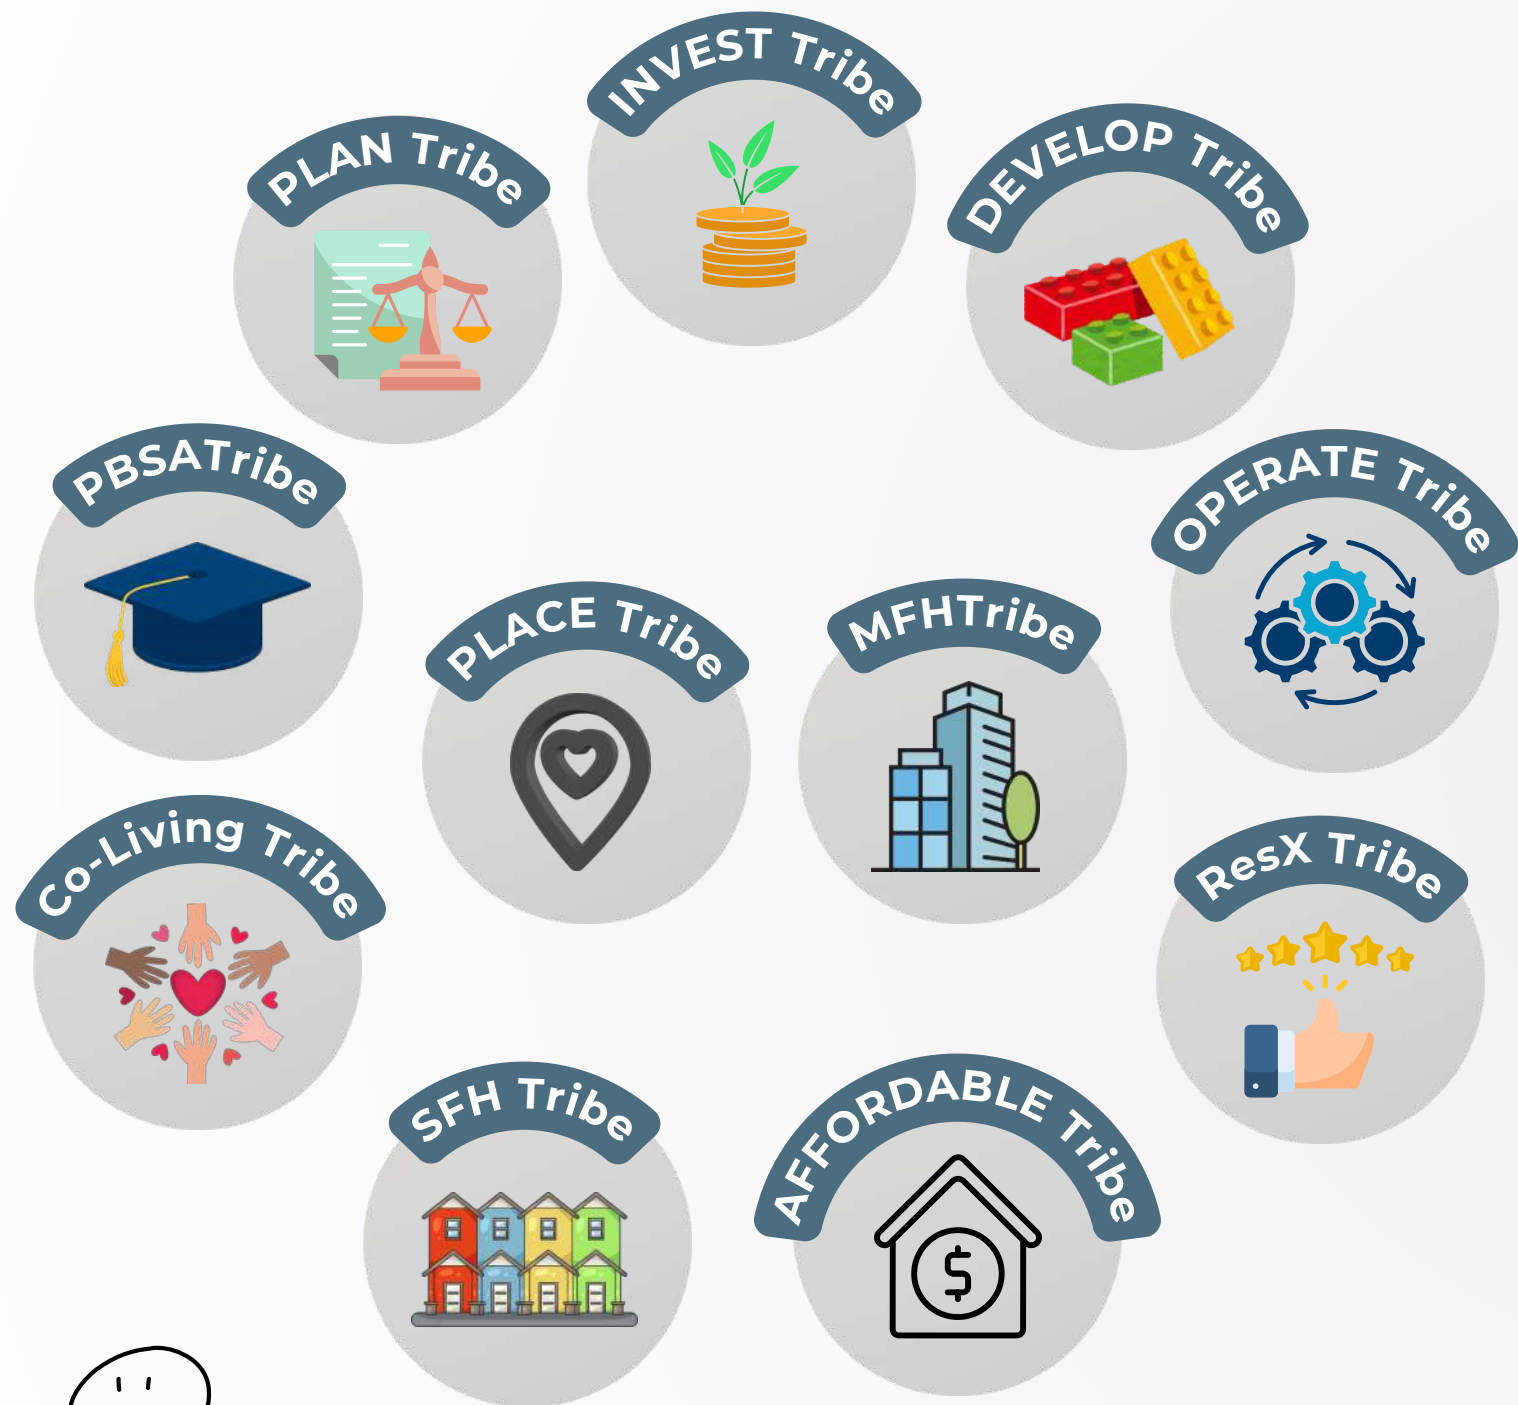 INVEST Tribe
PLAN Tribe
DEVELOP Tribe
PBSATribe
OPERATE Tribe
PLACE Tribe
MFHTribe
Co-Living Tribe
ResX Tribe
SFH Tribe
AFFORDABLE Tribe
$